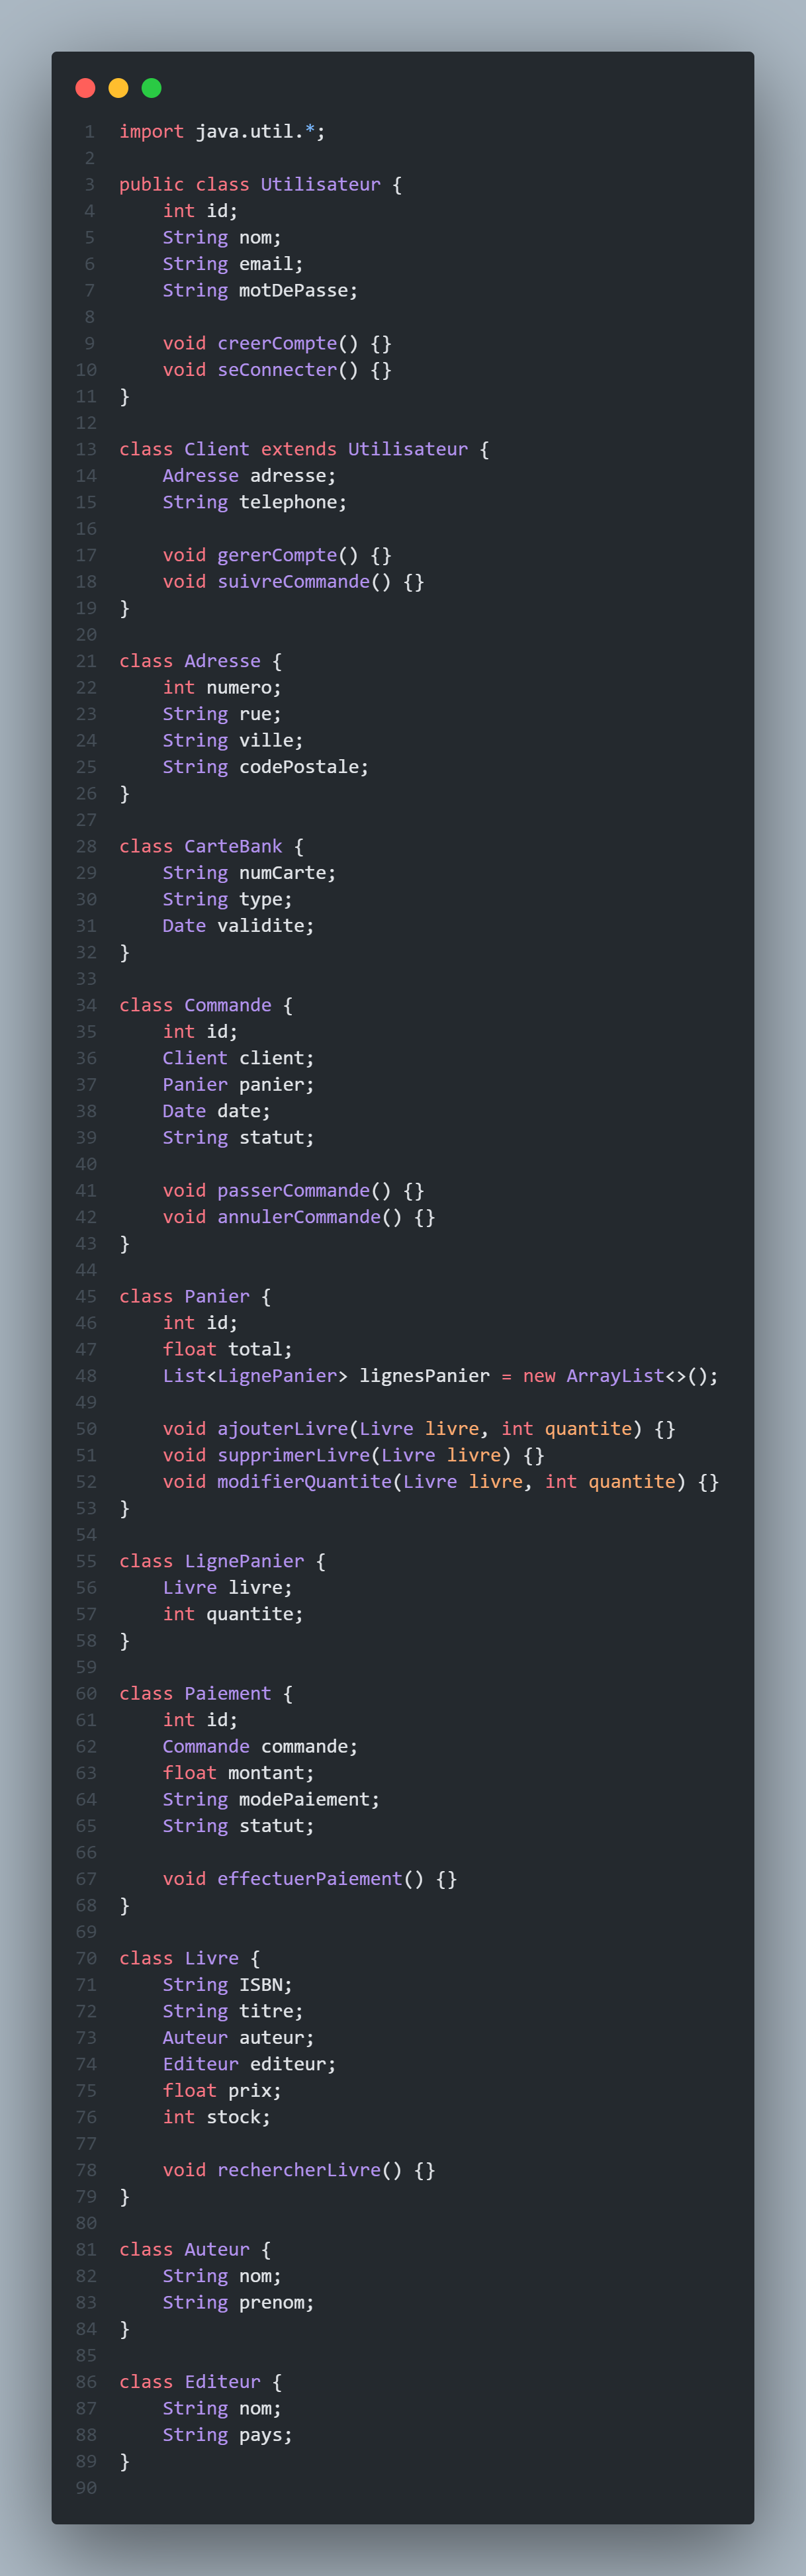 1 import java.util.*;
2
3 public class Utilisateur {
4     int id;
5     String nom;
6     String email;
7     String motDePasse;
8
9     void creerCompte() {}
10     void seConnecter() {}
11 }
12
13 class Client extends Utilisateur {
14     Adresse adresse;
15     String telephone;
16
17     void gererCompte() {}
18     void suivreCommande() {}
19 }
20
21 class Adresse {
22     int numero;
23     String rue;
24     String ville;
25     String codePostale;
26 }
27
28 class CarteBank {
29     String numCarte;
30     String type;
31     Date validite;
32 }
33
34 class Commande {
35     int id;
36     Client client;
37     Panier panier;
38     Date date;
39     String statut;
40
41     void passerCommande() {}
42     void annulerCommande() {}
43 }
44
45 class Panier {
46     int id;
47     float total;
48     List<LignePanier> lignesPanier = new ArrayList<>();
49
50     void ajouterLivre(Livre livre, int quantite) {}
51     void supprimerLivre(Livre livre) {}
52     void modifierQuantite(Livre livre, int quantite) {}
53 }
54
55 class LignePanier {
56     Livre livre;
57     int quantite;
58 }
59
60 class Paiement {
61     int id;
62     Commande commande;
63     float montant;
64     String modePaiement;
65     String statut;
66
67     void effectuerPaiement() {}
68 }
69
70 class Livre {
71     String ISBN;
72     String titre;
73     Auteur auteur;
74     Editeur editeur;
75     float prix;
76     int stock;
77
78     void rechercherLivre() {}
79 }
80
81 class Auteur {
82     String nom;
83     String prenom;
84 }
85
86 class Editeur {
87     String nom;
88     String pays;
89 }
90